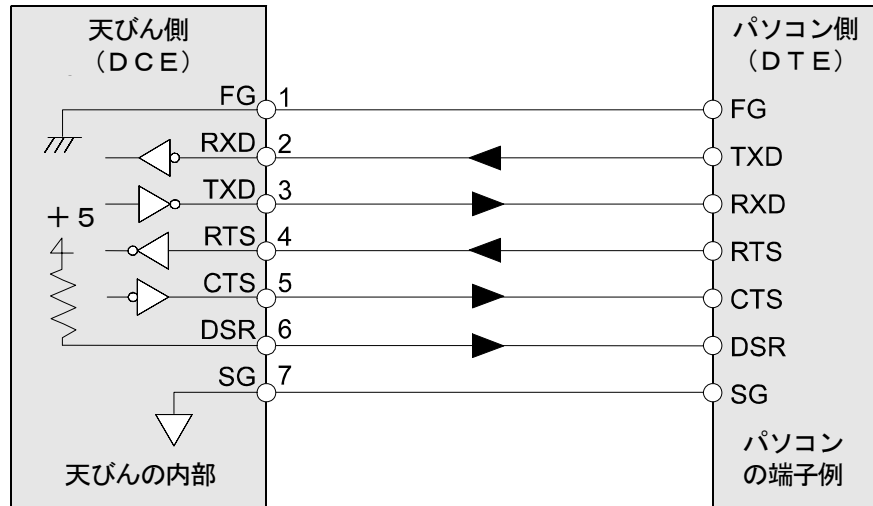 天びん側
(DCE)
パソコン側
(DTE)
FG 1 FG
RXD 2 TXD
TXD 3 RXD
+5
RTS 4 RTS
CTS 5 CTS
DSR 6 DSR
SG 7 SG
天びんの内部
パソコン
の端子例